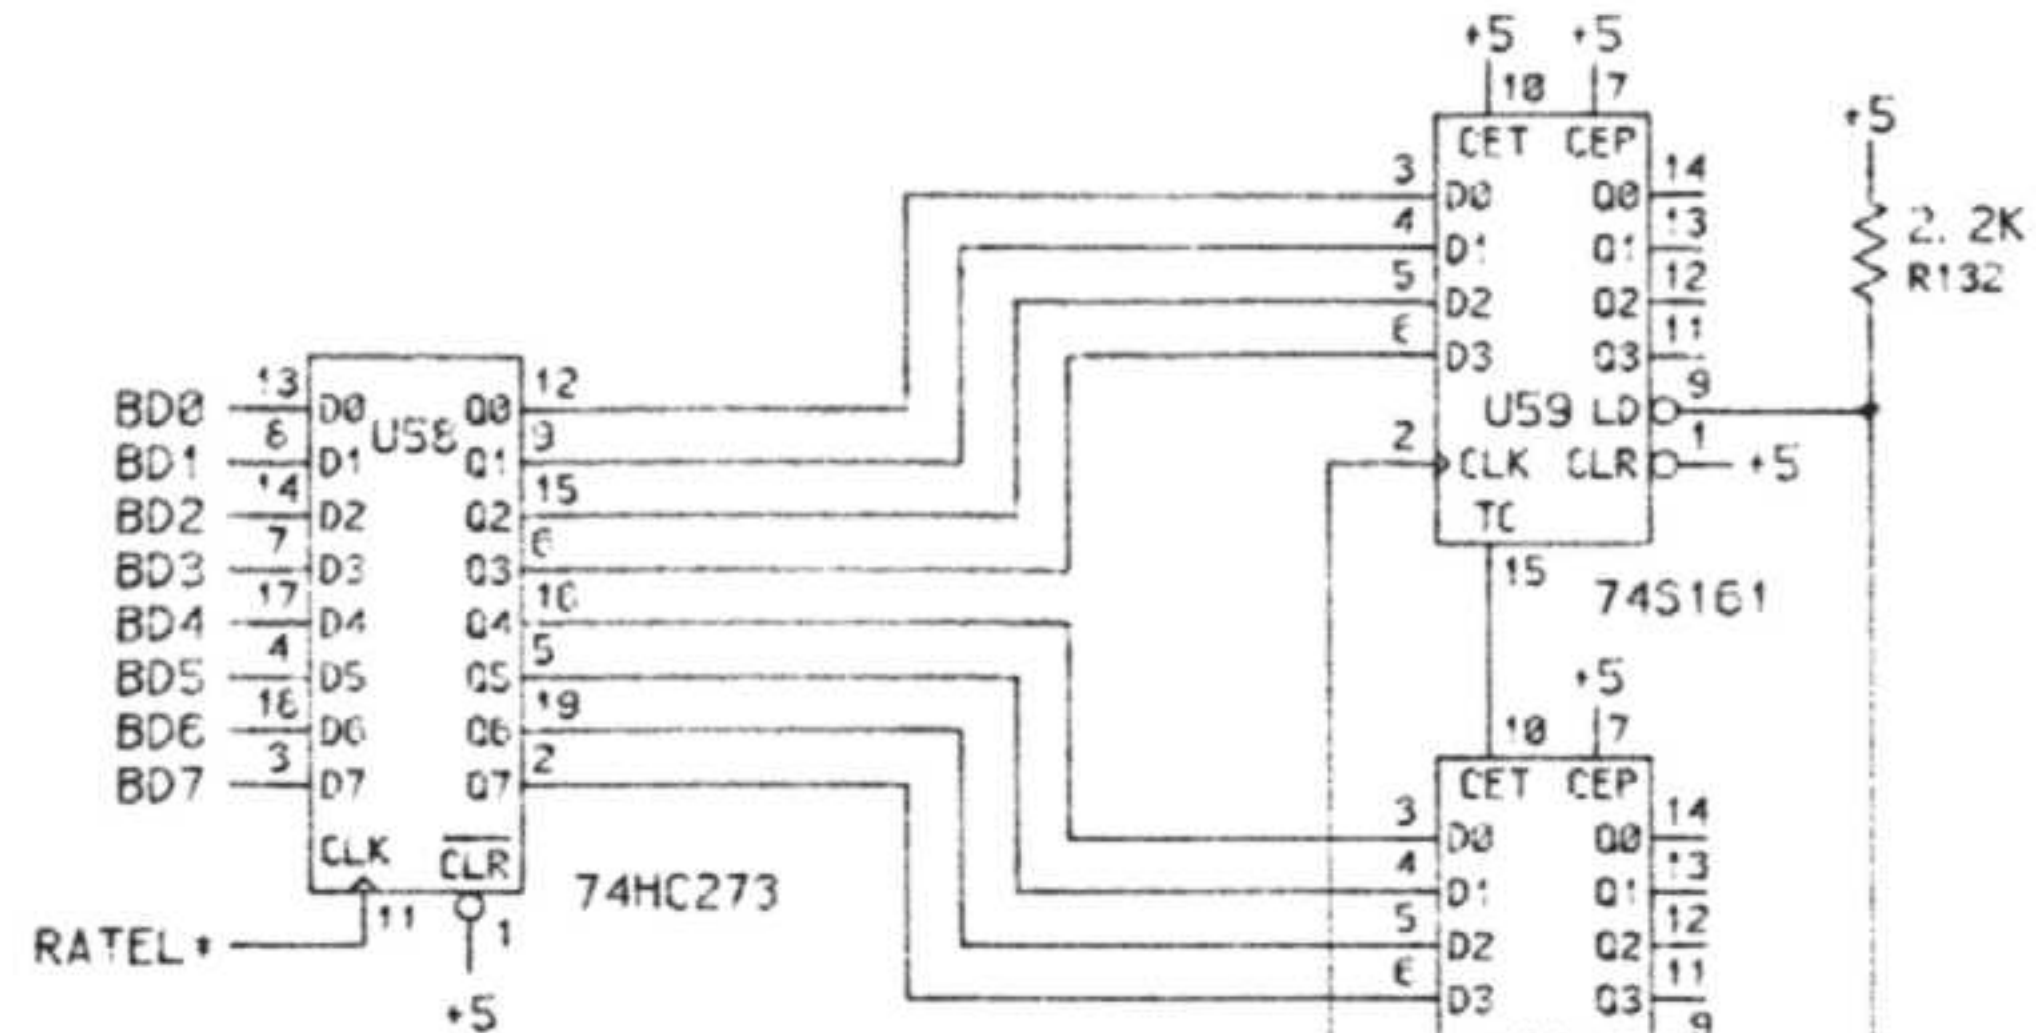 +5 +5
10 7
+5
CET CEP
3 D0 Q0 14
4 D1 Q1 13
5 D2 Q2 12
6 D3 Q3 11
2.2K
R132
U59 LD 9
2 CLK CLR 1 +5
TC
15
74S161
BD0 13 D0 U58 Q0 12
BD1 8 D1 Q1 9
BD2 14 D2 Q2 15
BD3 7 D3 Q3 6
BD4 17 D4 Q4 16
BD5 4 D5 Q5 5
BD6 18 D6 Q6 19
BD7 3 D7 Q7 2
CLK CLR
74HC273
RATEL* 11 1
+5
+5
10 7
CET CEP
3 D0 Q0 14
4 D1 Q1 13
5 D2 Q2 12
6 D3 Q3 11
9